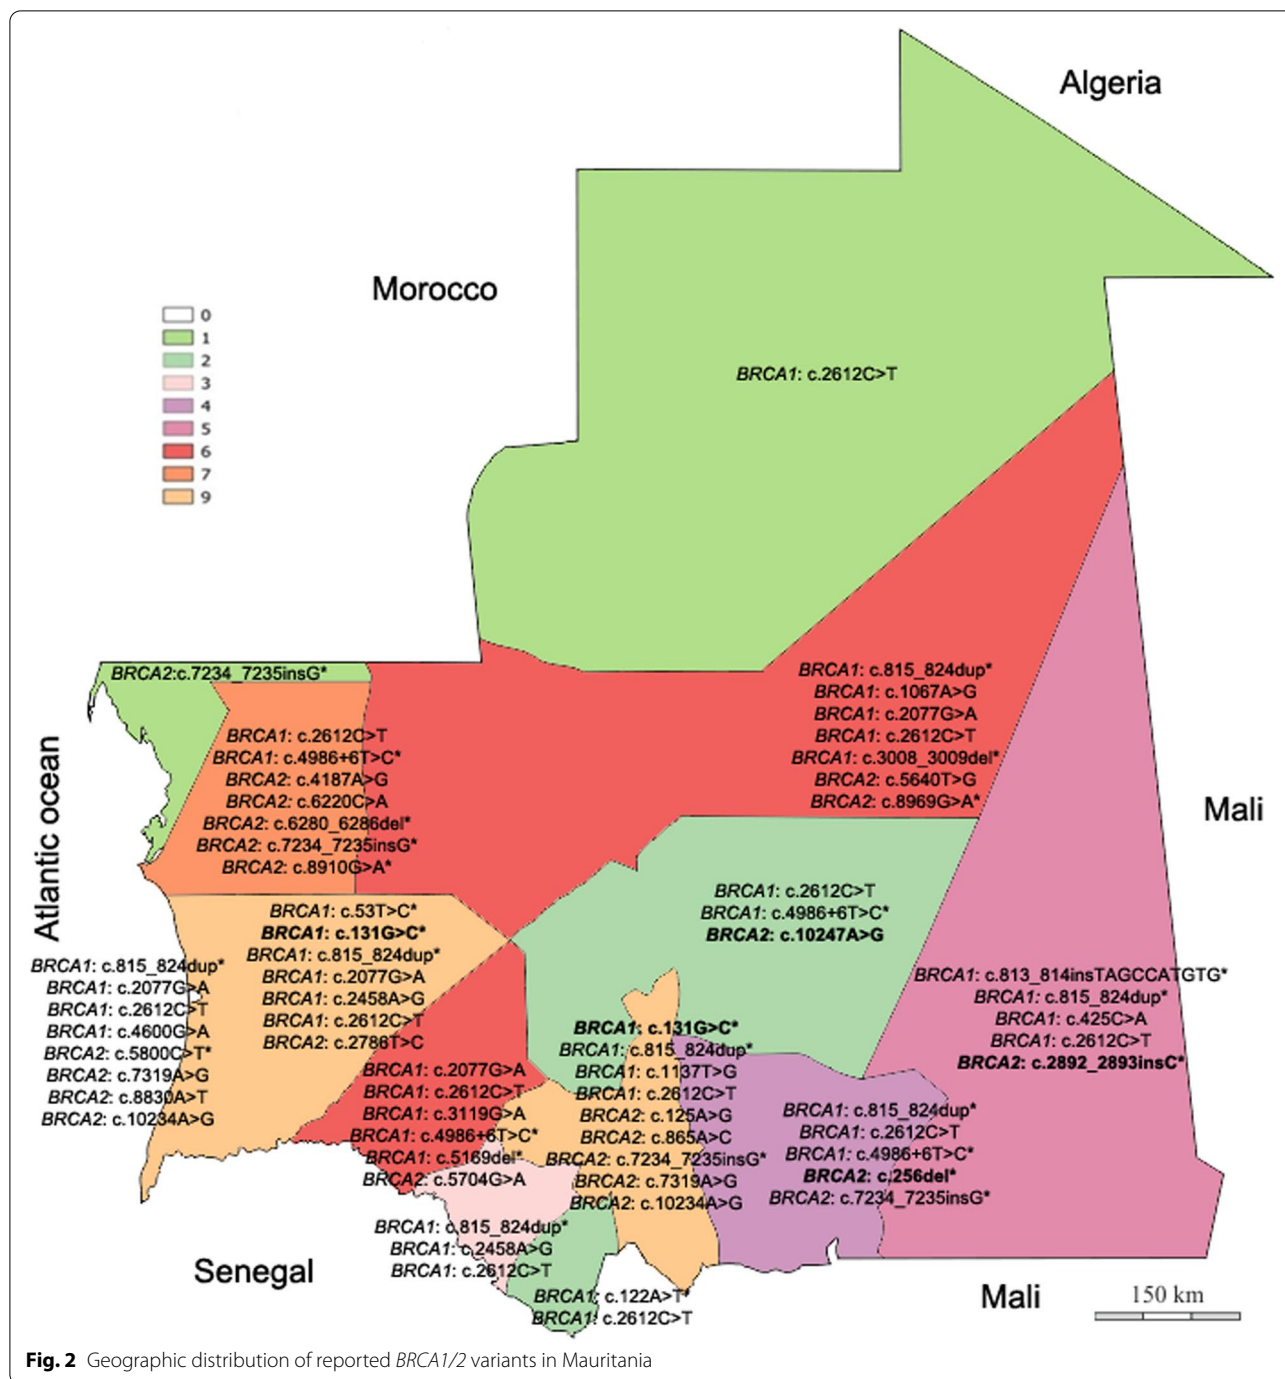 Algeria
Morocco
0
1
2
3
4
5
6
7
9
BRCA1: c.2612C>T
BRCA2:c.7234_7235insG*
BRCA1: c.2612C>T
BRCA1: c.4986+6T>C*
BRCA2: c.4187A>G
BRCA2: c.6220C>A
BRCA2: c.6280_6286del*
BRCA2: c.7234_7235insG*
BRCA2: c.8910G>A*
BRCA1: c.815_824dup*
BRCA1: c.1067A>G
BRCA1: c.2077G>A
BRCA1: c.2612C>T
BRCA1: c.3008_3009del*
BRCA2: c.5640T>G
BRCA2: c.8969G>A*
Mali
Atlantic ocean
BRCA1: c.815_824dup*
BRCA1: c.2077G>A
BRCA1: c.2612C>T
BRCA1: c.4600G>A
BRCA2: c.5800C>T*
BRCA2: c.7319A>G
BRCA2: c.8830A>T
BRCA2: c.10234A>G
BRCA1: c.53T>C*
BRCA1: c.131G>C*
BRCA1: c.815_824dup*
BRCA1: c.2077G>A
BRCA1: c.2458A>G
BRCA1: c.2612C>T
BRCA2: c.2786T>C
BRCA1: c.2612C>T
BRCA1: c.4986+6T>C*
BRCA2: c.10247A>G
BRCA1: c.813_814insTAGCCATGTG*
BRCA1: c.815_824dup*
BRCA1: c.425C>A
BRCA1: c.2612C>T
BRCA2: c.2892_2893insC*
BRCA1: c.2077G>A
BRCA1: c.2612C>T
BRCA1: c.3119G>A
BRCA1: c.4986+6T>C*
BRCA1: c.5169del*
BRCA2: c.5704G>A
BRCA1: c.131G>C*
BRCA1: c.815_824dup*
BRCA1: c.1137T>G
BRCA1: c.2612C>T
BRCA2: c.125A>G
BRCA2: c.865A>C
BRCA2: c.7234_7235insG*
BRCA2: c.7319A>G
BRCA2: c.10234A>G
BRCA1: c.815_824dup*
BRCA1: c.2612C>T
BRCA1: c.4986+6T>C*
BRCA2: c.256del*
BRCA2: c.7234_7235insG*
BRCA1: c.815_824dup*
BRCA1: c.2458A>G
BRCA1: c.2612C>T
BRCA1: c.122A>T*
BRCA1: c.2612C>T
Senegal
Mali
150 km
Fig. 2 Geographic distribution of reported BRCA1/2 variants in Mauritania